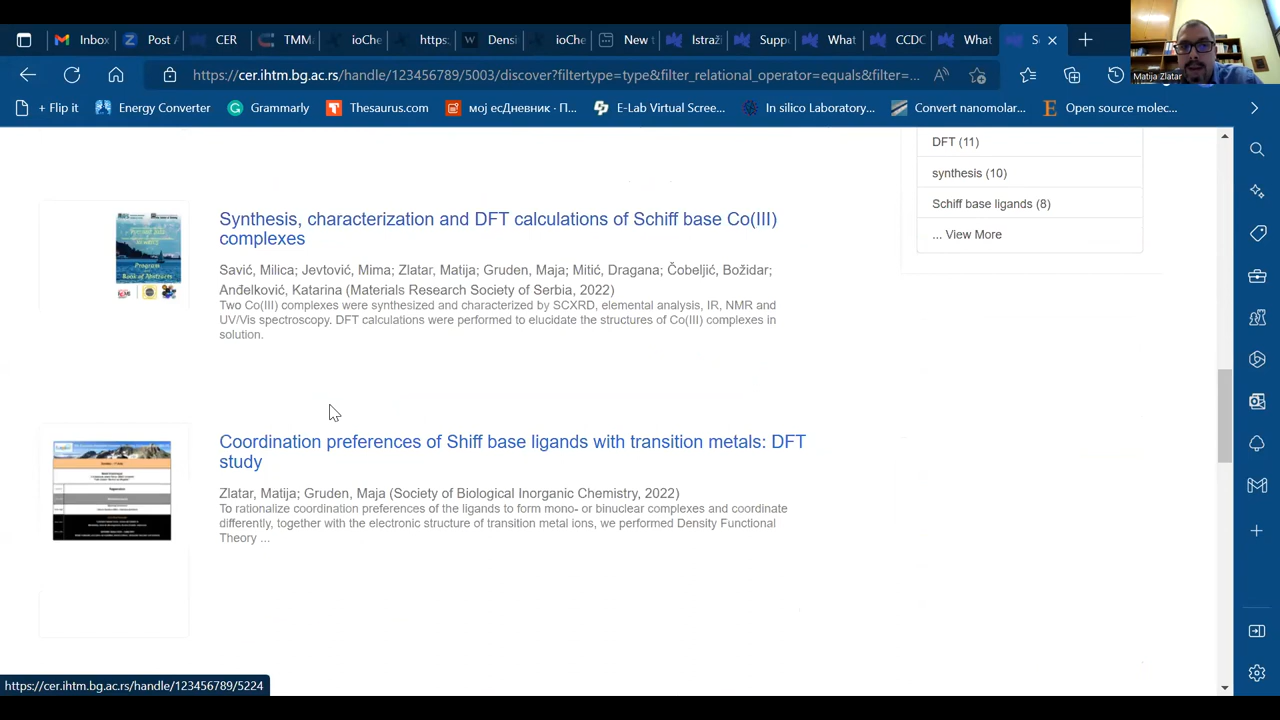 Inbo
Post A
CER
TMM
ioChe
https:
W Densi
ioChe
New t
Istraži
Supp
What
CCDC
What
S
Matija Zlatar
https://cer.ihtm.bg.ac.rs/handle/123456789/5003/discover?filtertype=type&filter_relational_operator=equals&filter=...
+ Flip it
Energy Converter
Grammarly
Thesaurus.com
мој есДневник · П...
E-Lab Virtual Scree...
In silico Laboratory...
Convert nanomolar...
Open source molec...
DFT (11)
synthesis (10)
Schiff base ligands (8)
... View More
Synthesis, characterization and DFT calculations of Schiff base Co(III)
complexes
Savić, Milica; Jevtović, Mima; Zlatar, Matija; Gruden, Maja; Mitić, Dragana; Čobeljić, Božidar;
Anđelković, Katarina (Materials Research Society of Serbia, 2022)
Two Co(III) complexes were synthesized and characterized by SCXRD, elemental analysis, IR, NMR and
UV/Vis spectroscopy. DFT calculations were performed to elucidate the structures of Co(III) complexes in
solution.
Program
Book of Abstracts
Coordination preferences of Shiff base ligands with transition metals: DFT
study
Zlatar, Matija; Gruden, Maja (Society of Biological Inorganic Chemistry, 2022)
To rationalize coordination preferences of the ligands to form mono- or binuclear complexes and coordinate
differently, together with the electronic structure of transition metal ions, we performed Density Functional
Theory ...
https://cer.ihtm.bg.ac.rs/handle/123456789/5224